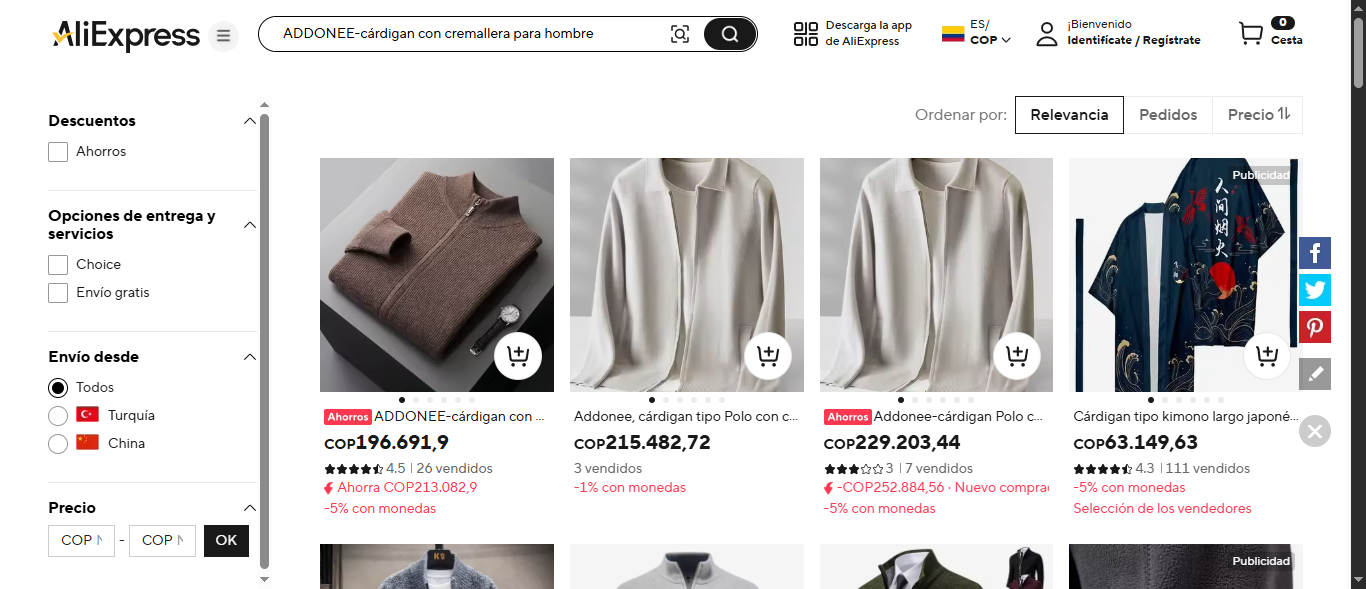 AliExpress
ADDONEE-cárdigan con cremallera para hombre
Descarga la app
de AliExpress
ES/
COP
¡Bienvenido
Identifícate / Regístrate
0
Cesta
Descuentos
Ahorros
Opciones de entrega y
servicios
Choice
Envío gratis
Envío desde
Todos
Turquía
China
Precio
COP
-
COP
OK
Ordenar por:
Relevancia
Pedidos
Precio
Ahorros ADDONEE-cárdigan con ...
COP196.691,9
4.5 | 26 vendidos
Ahorra COP213.082,9
-5% con monedas
Addonee, cárdigan tipo Polo con c...
COP215.482,72
3 vendidos
-1% con monedas
Ahorros Addonee-cárdigan Polo c...
COP229.203,44
3 | 7 vendidos
-COP252.884,56 · Nuevo comprad
-5% con monedas
Publicidad
人间烟火
Cárdigan tipo kimono largo japoné...
COP63.149,63
4.3 | 111 vendidos
-5% con monedas
Selección de los vendedores
Publicidad